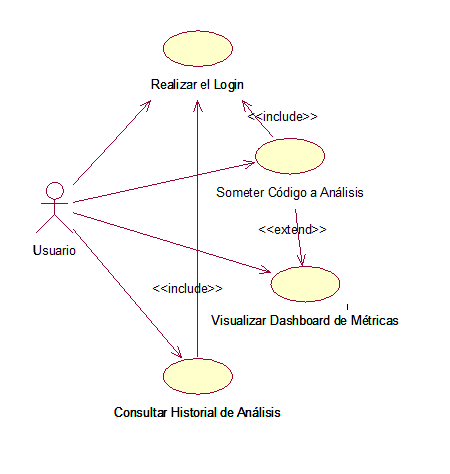 Realizar el Login
<<include>>
Someter Código a Análisis
<<extend>>
Usuario
<<include>>
Visualizar Dashboard de Métricas
Consultar Historial de Análisis